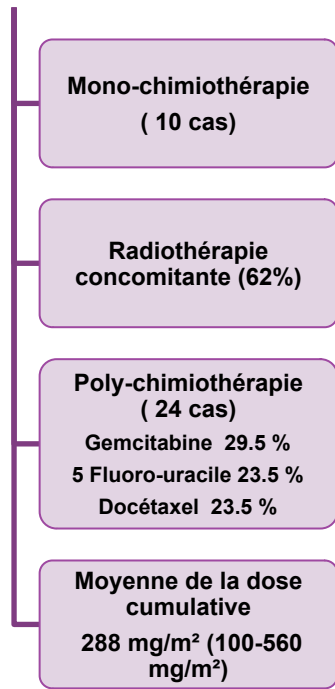 Mono-chimiothérapie
( 10 cas)
Radiothérapie
concomitante (62%)
Poly-chimiothérapie
( 24 cas)
Gemcitabine 29.5 %
5 Fluoro-uracile 23.5 %
Docétaxel 23.5 %
Moyenne de la dose
cumulative
288 mg/m² (100-560
mg/m²)